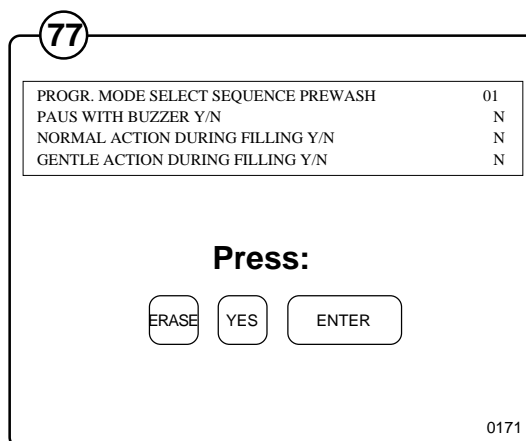 77
PROGR. MODE SELECT SEQUENCE PREWASH 01
PAUS WITH BUZZER Y/N N
NORMAL ACTION DURING FILLING Y/N N
GENTLE ACTION DURING FILLING Y/N N
Press:
ERASE YES ENTER
0171